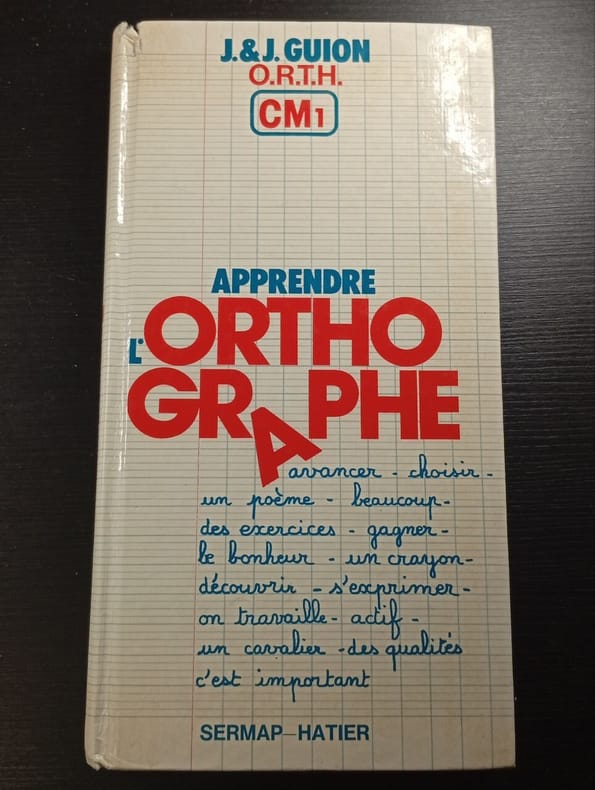 J.&J. GUION
O.R.T.H.
CM1
APPRENDRE
L'ORTHO
GRAPHE
avancer - choisir -
un poème - beaucoup -
des exercices - gagner -
le bonheur - un crayon -
découvrir - s'exprimer -
on travaille - actif -
un cavalier - des qualités
c'est important
SERMAP-HATIER